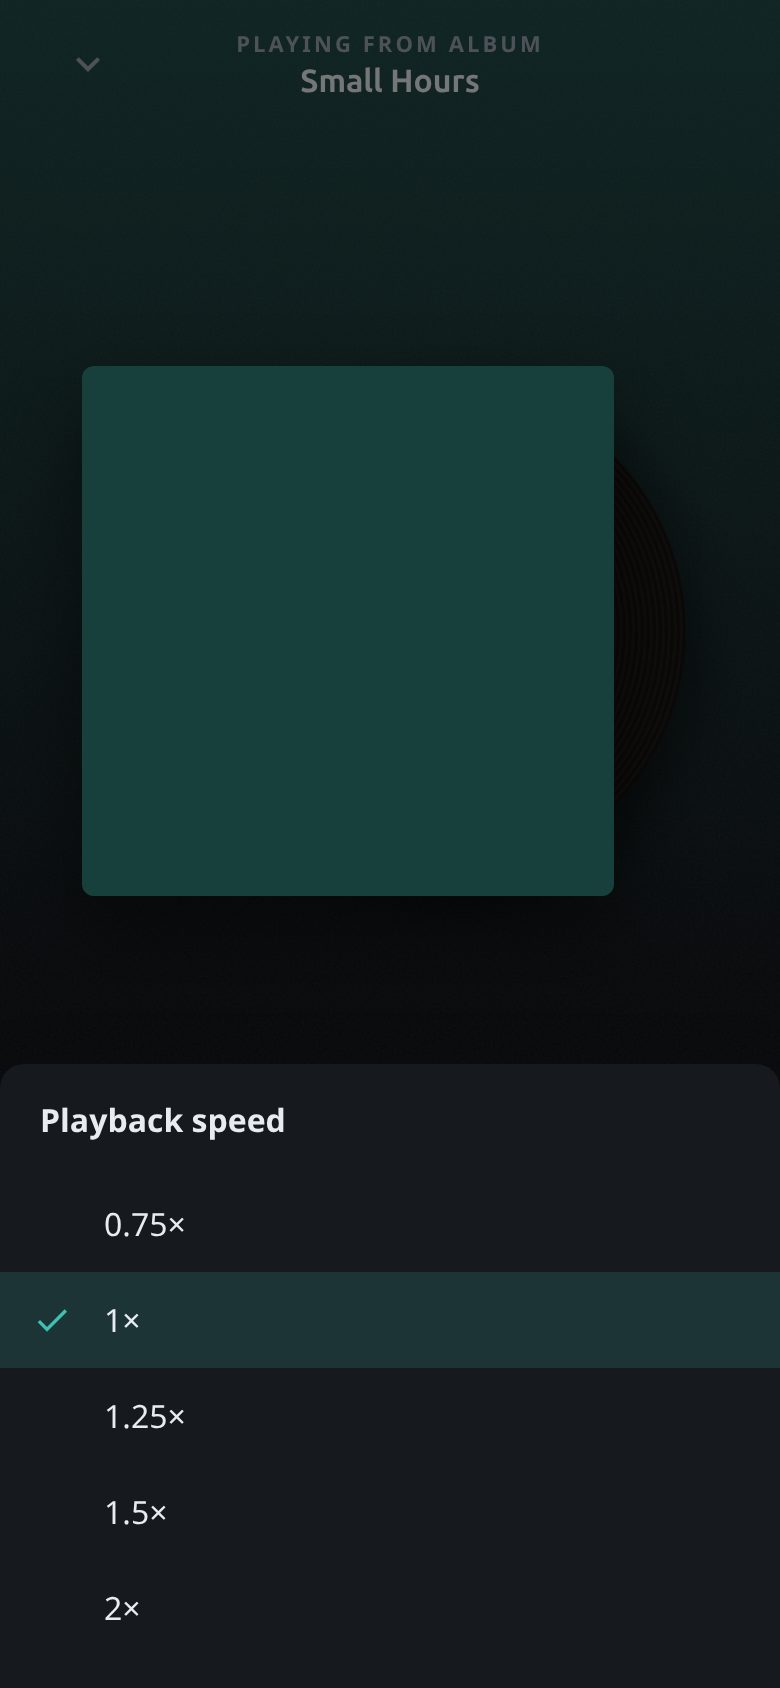 PLAYING FROM ALBUM
Small Hours
Playback speed
0.75×
1×
1.25×
1.5×
2×